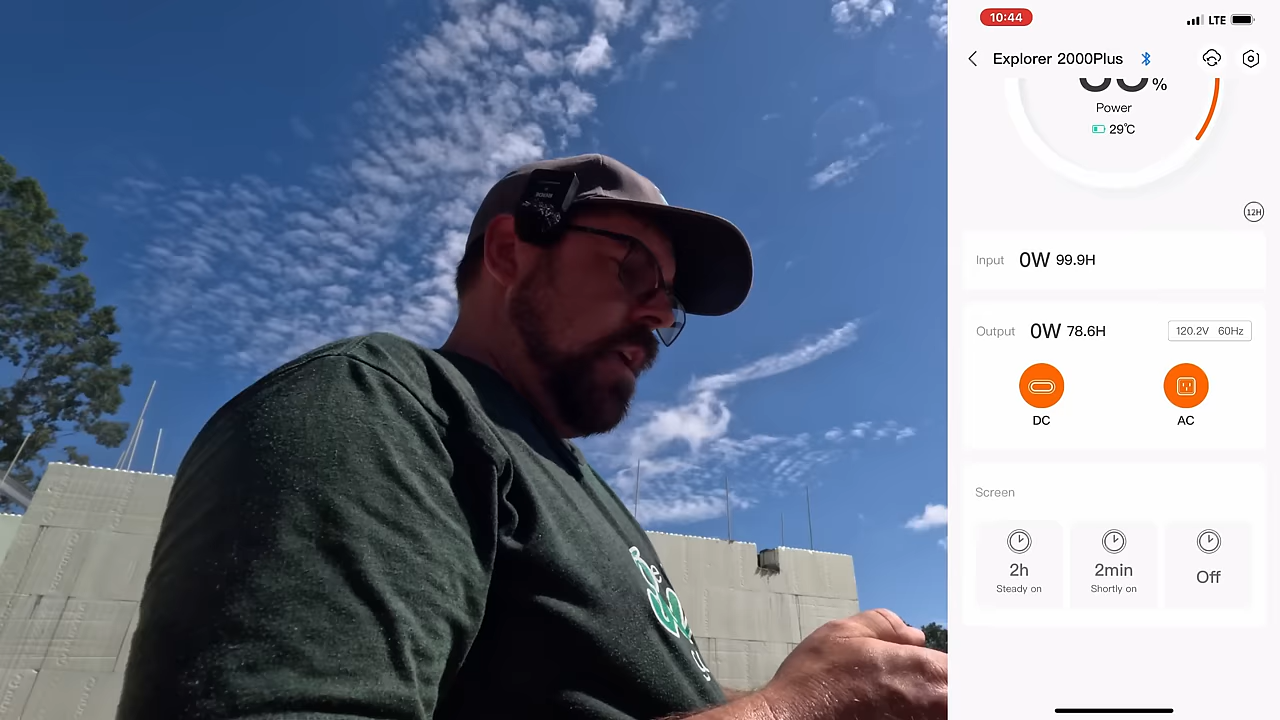 10:44
LTE
Explorer 2000Plus
%
Power
29℃
12H
Input 0W 99.9H
Output 0W 78.6H 120.2V 60Hz
DC AC
Screen
2h 2min Off
Steady on Shortly on